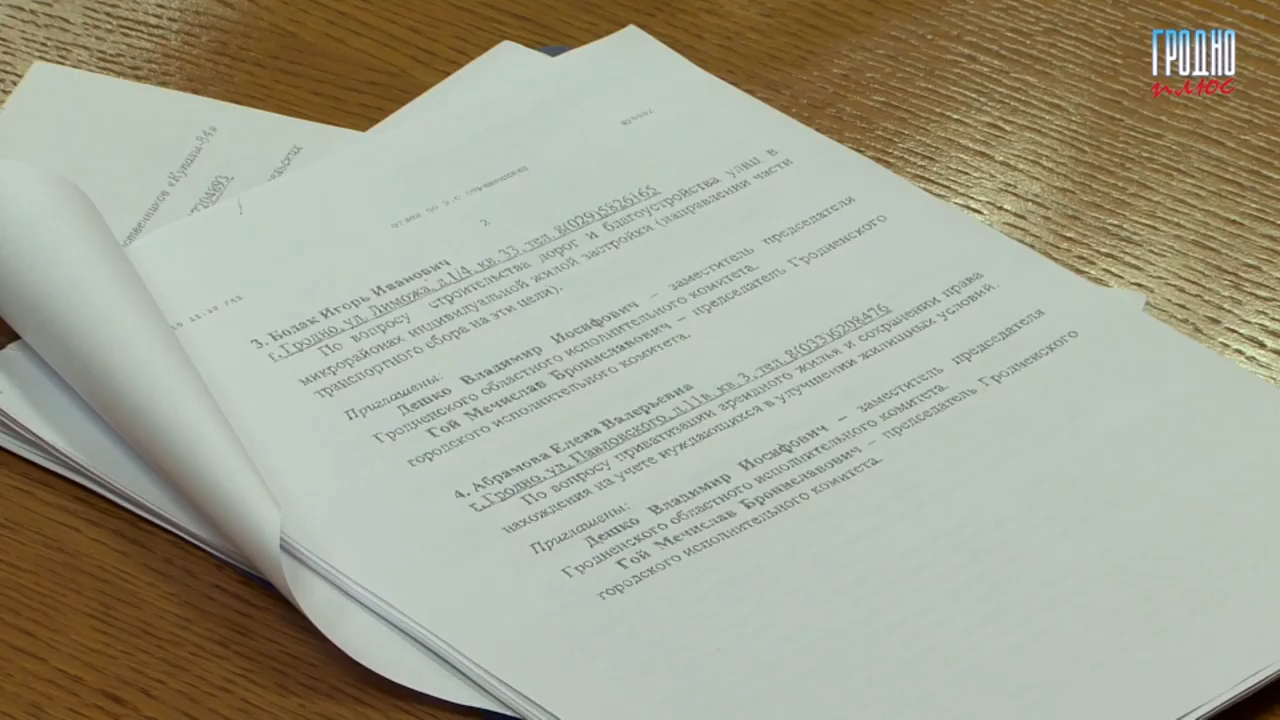 ГРОДНО
плюс
2
3. Бодак Игорь Иванович
г. Гродно, ул. Лиможа, д.1/4, кв. 33, тел. 8(029)5826165
По вопросу строительства дорог и благоустройства улиц в
микрорайонах индивидуальной жилой застройки (направлении части
транспортного сбора на эти цели).
Приглашены:
Дешко Владимир Иосифович – заместитель председателя
Гродненского областного исполнительного комитета.
Гой Мечислав Брониславович – председатель Гродненского
городского исполнительного комитета.
4. Абрамова Елена Валерьевна
г. Гродно, ул. Павловского, д.11в, кв. 3, тел. 8(033)6208476
По вопросу приватизации арендного жилья и сохранении права
нахождения на учете нуждающихся в улучшении жилищных условий.
Приглашены:
Дешко Владимир Иосифович – заместитель председателя
Гродненского областного исполнительного комитета.
Гой Мечислав Брониславович – председатель Гродненского
городского исполнительного комитета.